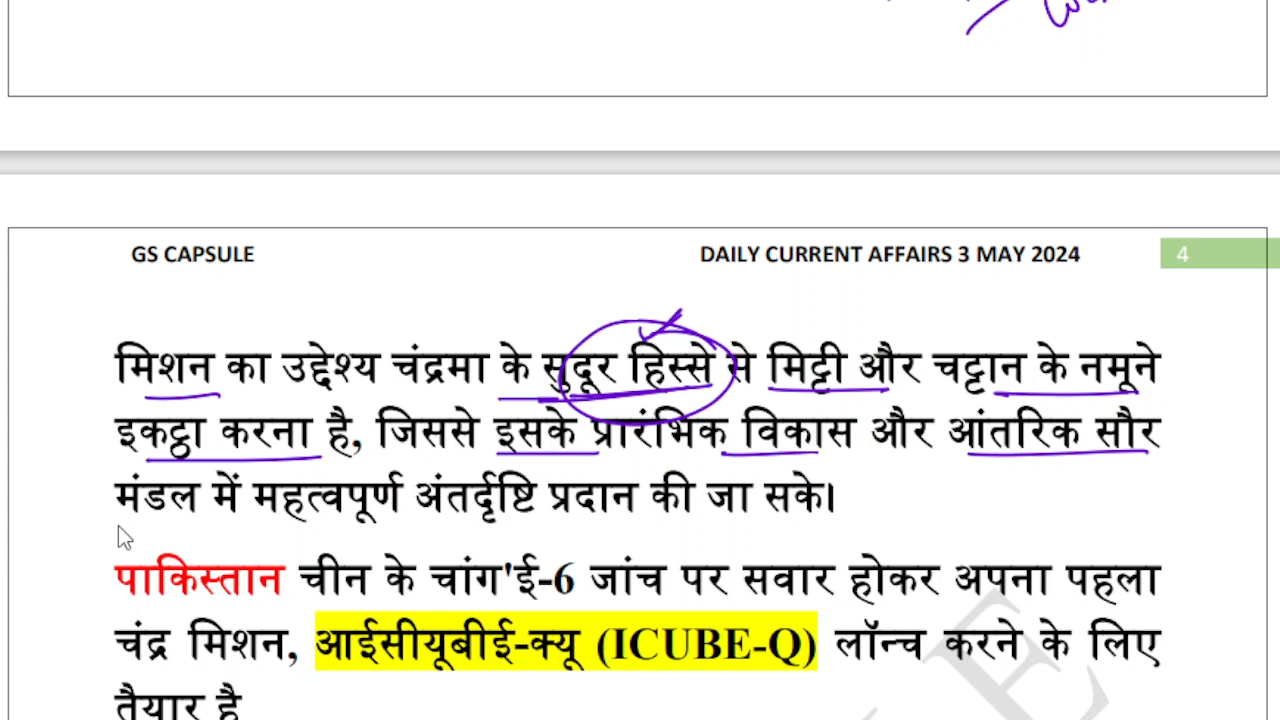 GS CAPSULE DAILY CURRENT AFFAIRS 3 MAY 2024 4
मिशन का उद्देश्य चंद्रमा के सुदूर हिस्से से मिट्टी और चट्टान के नमूने
इकट्ठा करना है, जिससे इसके प्रारंभिक विकास और आंतरिक सौर
मंडल में महत्वपूर्ण अंतर्दृष्टि प्रदान की जा सके।
पाकिस्तान चीन के चांग'ई-6 जांच पर सवार होकर अपना पहला
चंद्र मिशन, आईसीयूबीई-क्यू (ICUBE-Q) लॉन्च करने के लिए
तैयार है